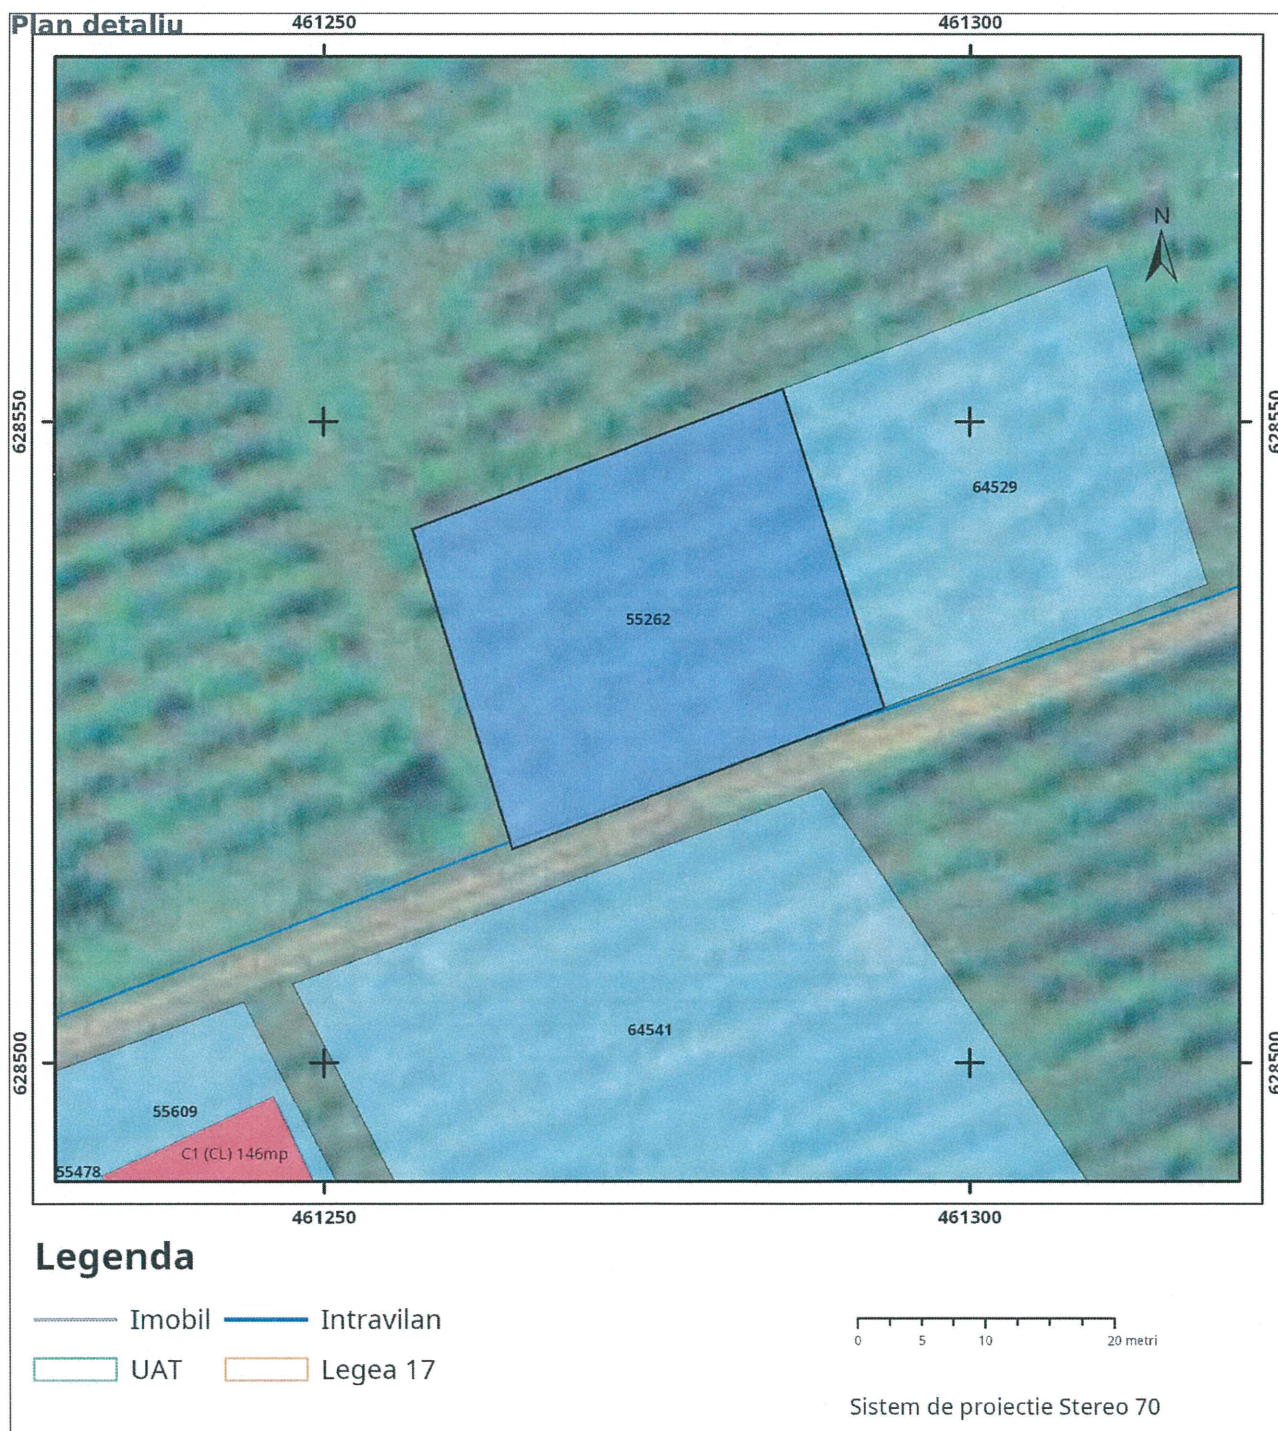 Plan detaliu
461250 461300
N
628550 628550
64529
55262
64541
628500 628500
55609
C1 (CL) 146mp
55478
461250 461300
Legenda
Imobil Intravilan
UAT Legea 17
0 5 10 20 metri
Sistem de proiectie Stereo 70